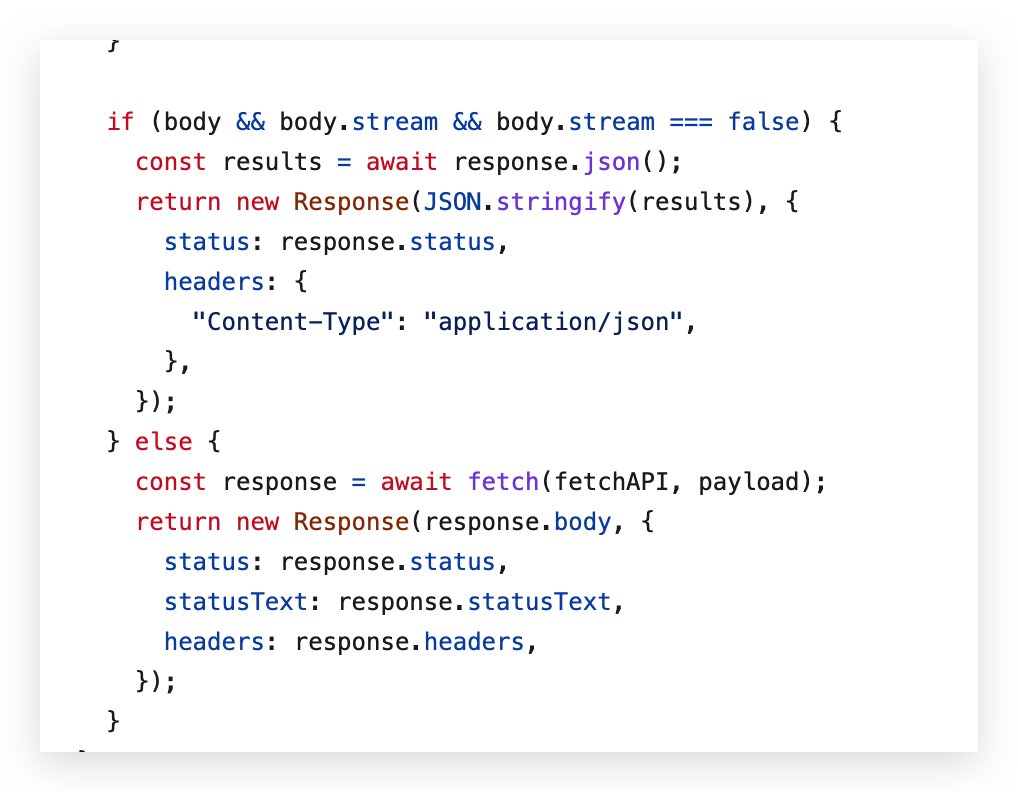 }
if (body && body.stream && body.stream === false) {
const results = await response.json();
return new Response(JSON.stringify(results), {
status: response.status,
headers: {
"Content-Type": "application/json",
},
});
} else {
const response = await fetch(fetchAPI, payload);
return new Response(response.body, {
status: response.status,
statusText: response.statusText,
headers: response.headers,
});
}